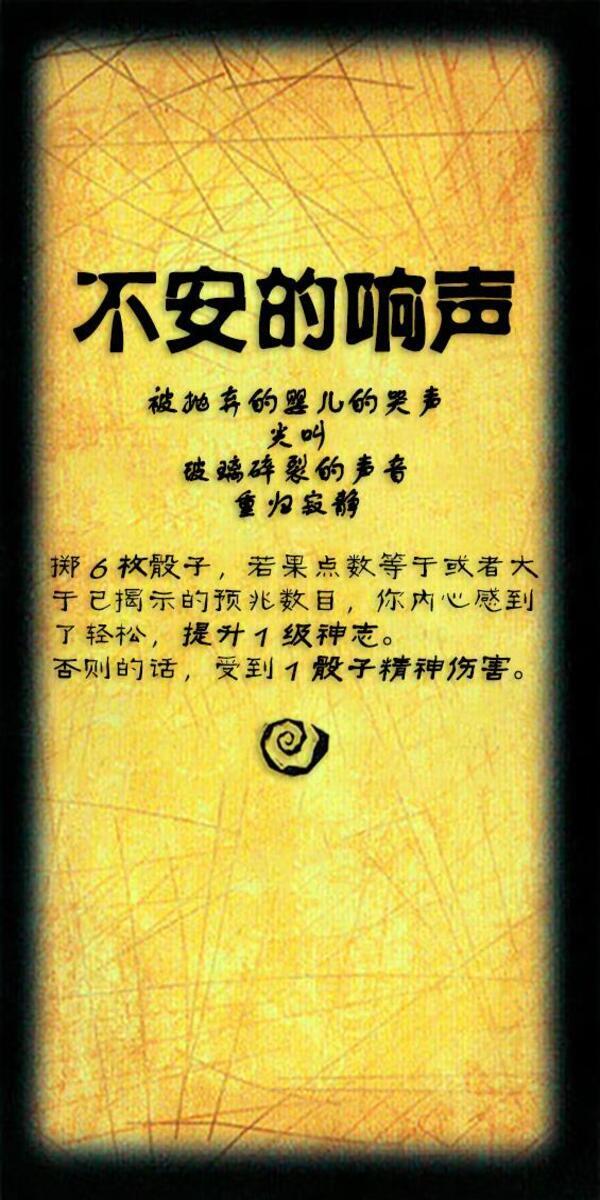 不安的响声
被抛弃的婴儿的哭声
尖叫
玻璃碎裂的声音
重归寂静
掷6枚骰子，若果点数等于或者大
于已揭示的预兆数目，你内心感到
了轻松，提升1级神志。
否则的话，受到1骰子精神伤害。